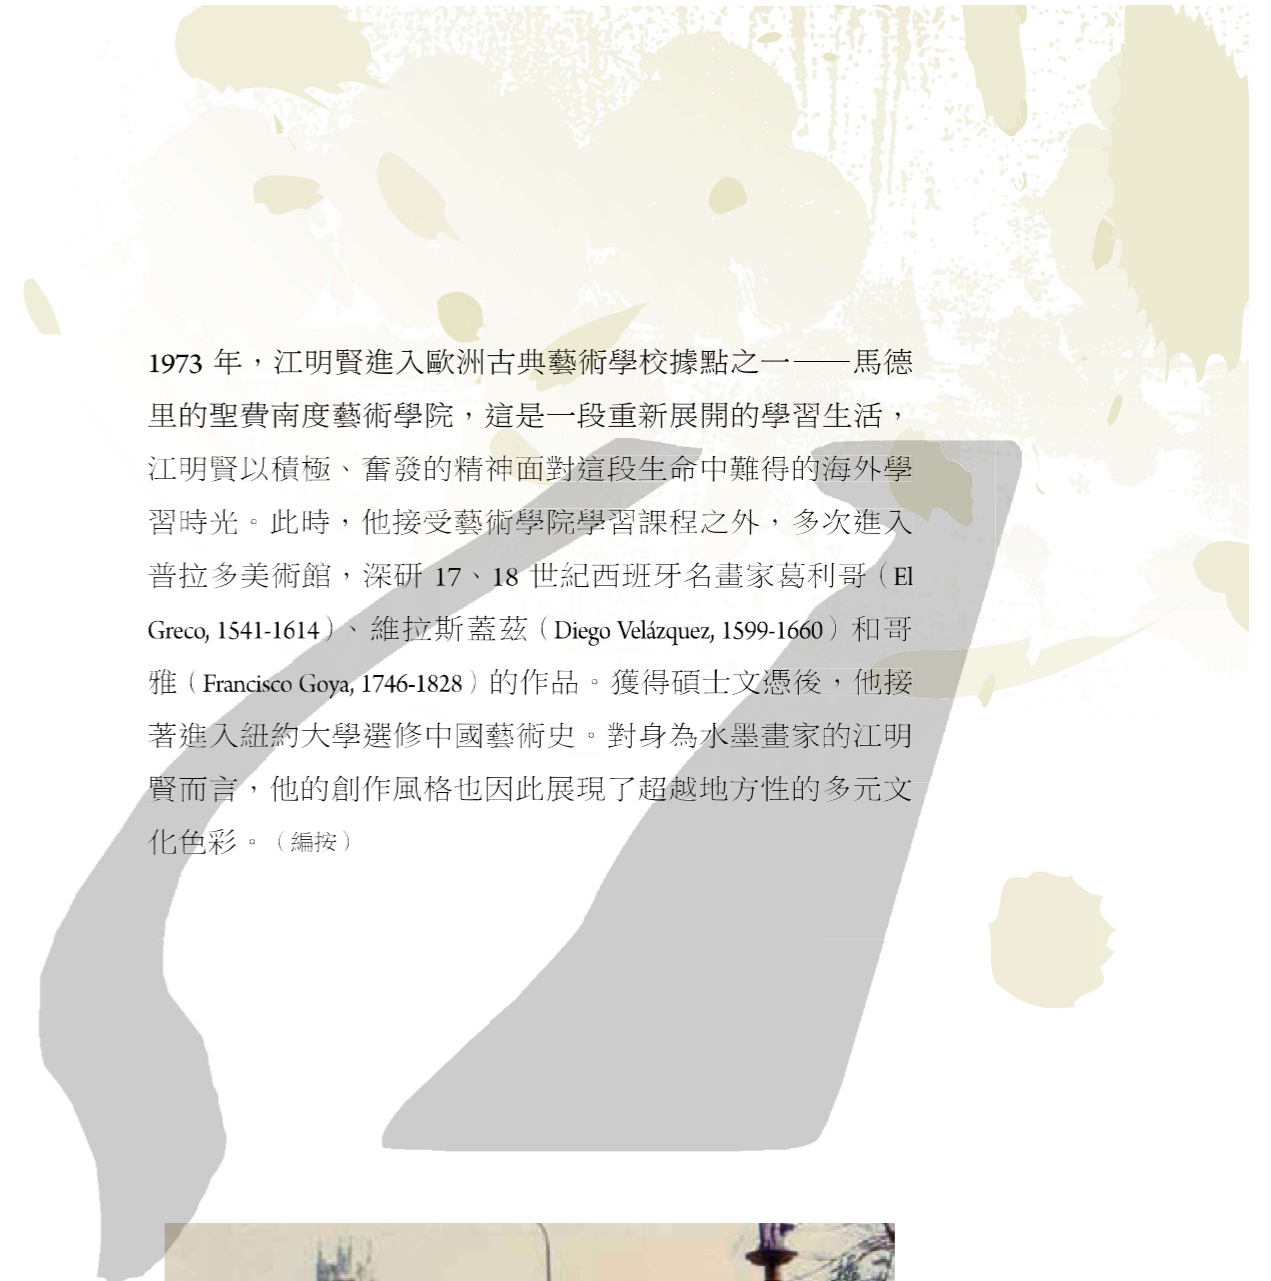 1973 年，江明賢進入歐洲古典藝術學校據點之一——馬德
里的聖費南度藝術學院，這是一段重新展開的學習生活，
江明賢以積極、奮發的精神面對這段生命中難得的海外學
習時光。此時，他接受藝術學院學習課程之外，多次進入
普拉多美術館，深研 17、18 世紀西班牙名畫家葛利哥（El
Greco, 1541-1614）、維拉斯蓋茲（Diego Velázquez, 1599-1660）和哥
雅（Francisco Goya, 1746-1828）的作品。獲得碩士文憑後，他接
著進入紐約大學選修中國藝術史。對身為水墨畫家的江明
賢而言，他的創作風格也因此展現了超越地方性的多元文
化色彩。（編按）